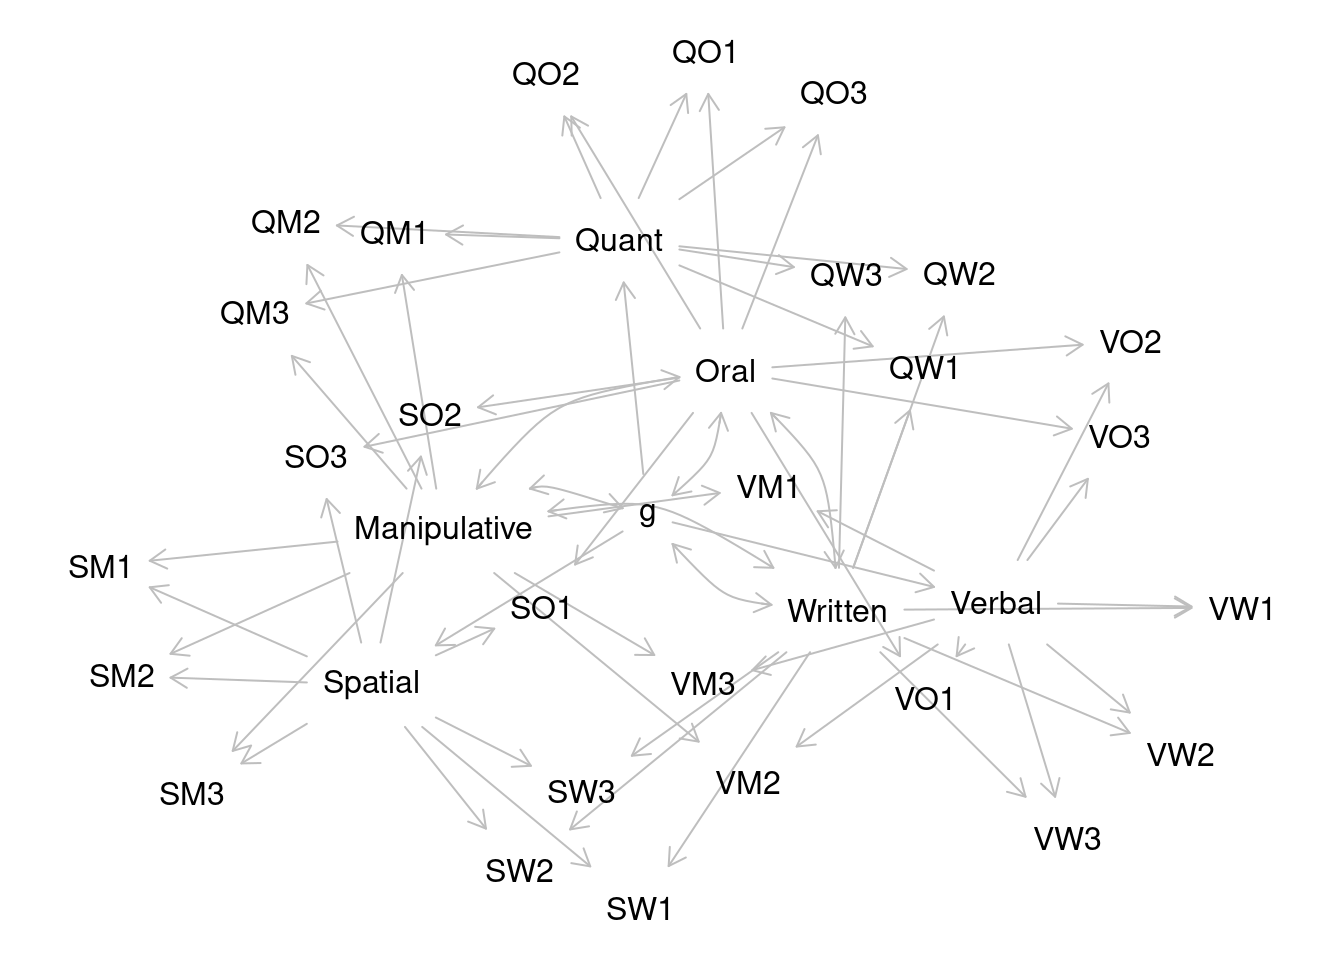 QO1
QO2
QO3
QM2
QM1
Quant
QW3
QW2
QM3
VO2
Oral
QW1
SO2
VO3
SO3
VM1
g
Manipulative
SM1
SO1
Written
Verbal
VW1
SM2
Spatial
VM3
VO1
VW2
SM3
SW3
VM2
VW3
SW2
SW1